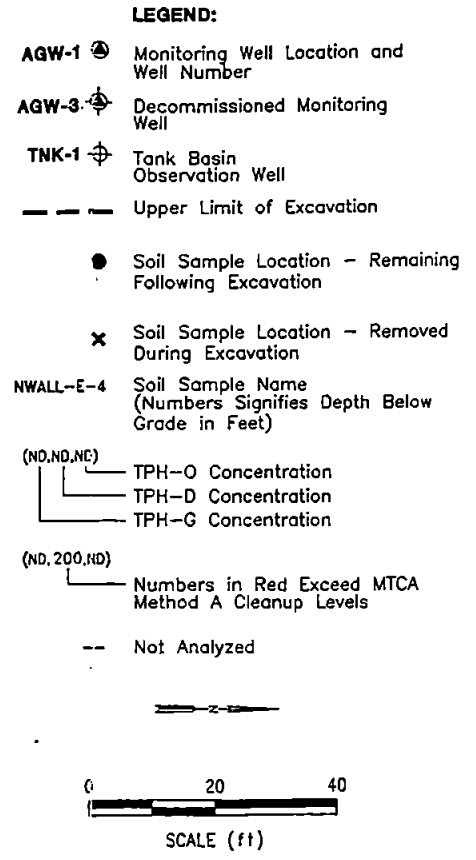 LEGEND:
AGW-1 Monitoring Well Location and
Well Number
AGW-3 Decommissioned Monitoring
Well
TNK-1 Tank Basin
Observation Well
Upper Limit of Excavation
Soil Sample Location - Remaining
Following Excavation
Soil Sample Location - Removed
During Excavation
NWALL-E-4 Soil Sample Name
(Numbers Signifies Depth Below
Grade in Feet)
(ND,ND,ND)
TPH-O Concentration
TPH-D Concentration
TPH-G Concentration
(ND,200,ND)
Numbers in Red Exceed MTCA
Method A Cleanup Levels
-- Not Analyzed
N
0 20 40
SCALE (ft)